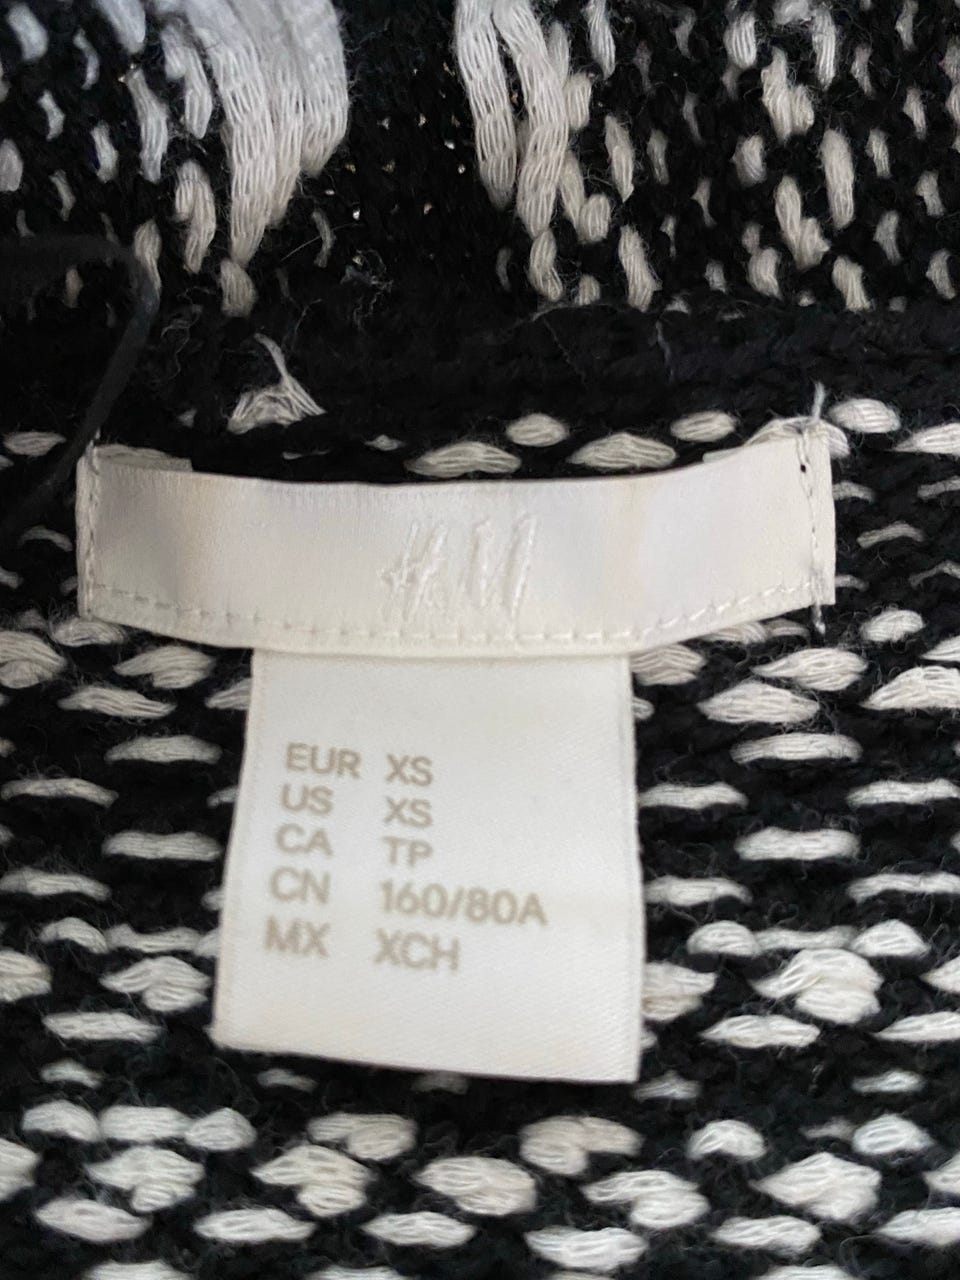 H&M
EUR XS
US XS
CA TP
CN 160/80A
MX XCH